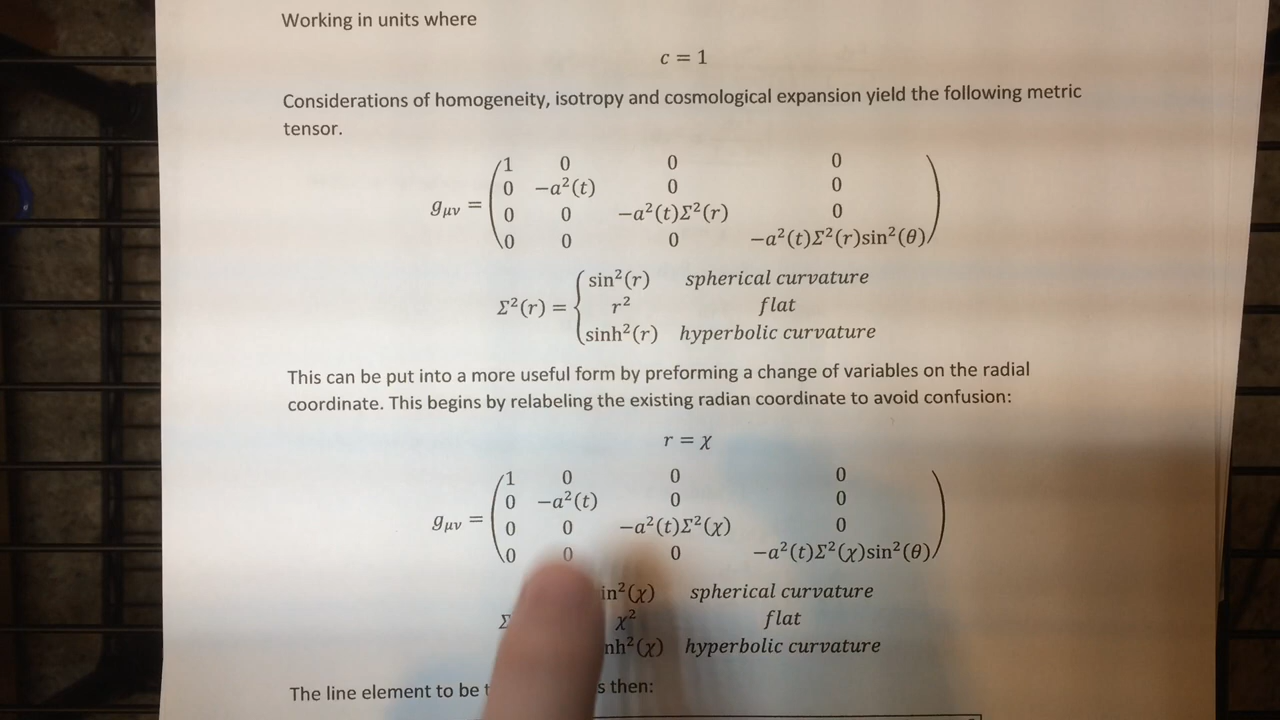 Working in units where
c = 1
Considerations of homogeneity, isotropy and cosmological expansion yield the following metric
tensor.
1 0 0 0
0 −a²(t) 0 0
g_μν = 0 0 −a²(t)Σ²(r) 0
0 0 0 −a²(t)Σ²(r)sin²(θ)
sin²(r) spherical curvature
Σ²(r) = { r² flat
sinh²(r) hyperbolic curvature
This can be put into a more useful form by preforming a change of variables on the radial
coordinate. This begins by relabeling the existing radian coordinate to avoid confusion:
r = χ
1 0 0 0
0 −a²(t) 0 0
g_μν = 0 0 −a²(t)Σ²(χ) 0
0 0 0 −a²(t)Σ²(χ)sin²(θ)
in²(χ) spherical curvature
Σ χ² flat
nh²(χ) hyperbolic curvature
The line element to be then: